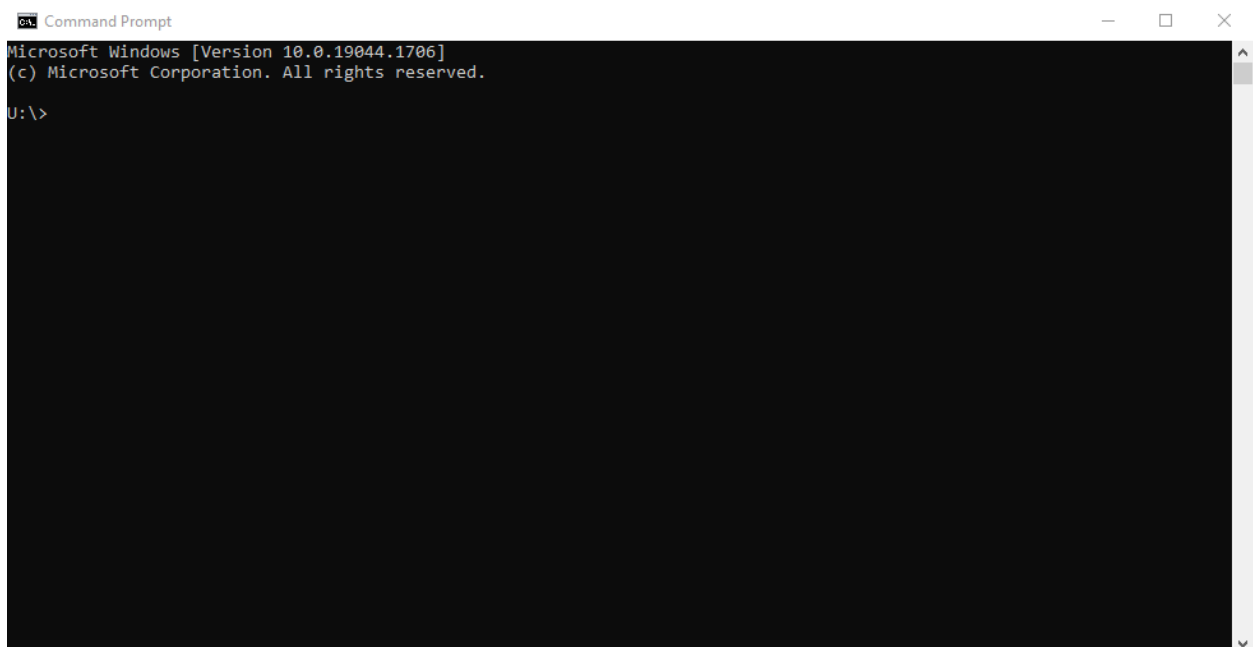 Command Prompt
Microsoft Windows [Version 10.0.19044.1706]
(c) Microsoft Corporation. All rights reserved.
U:\>